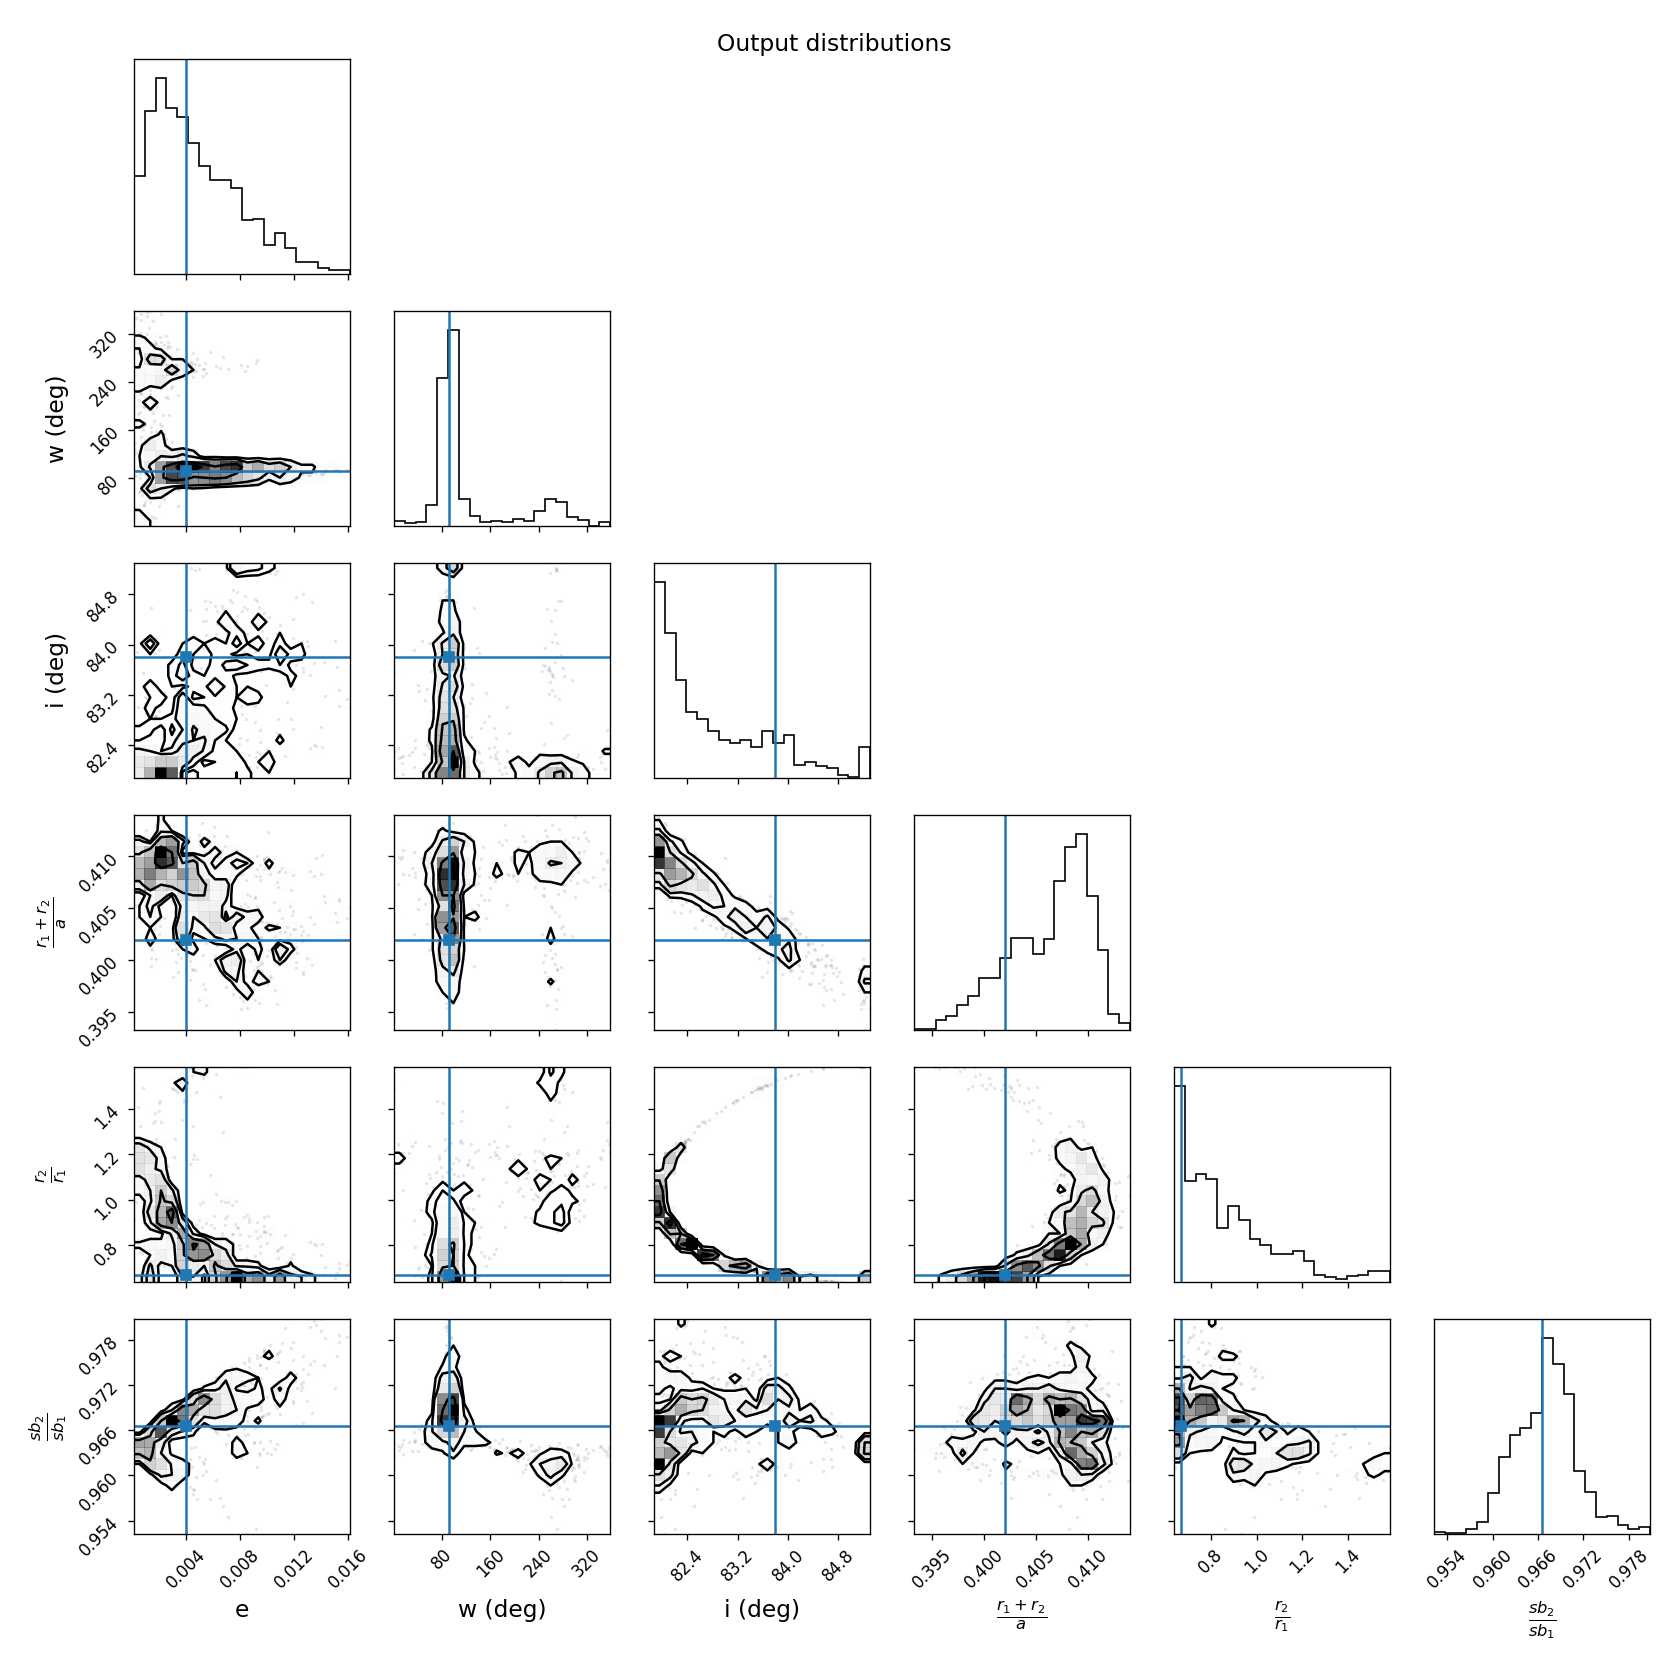 Output distributions
w (deg)
320
240
160
80
i (deg)
84.8
84.0
83.2
82.4
r₁ + r₂
a
0.410
0.405
0.400
0.395
r₂
r₁
1.4
1.2
1.0
0.8
sb₂
sb₁
0.978
0.972
0.966
0.960
0.954
0.004 0.008 0.012 0.016 80 160 240 320 82.4 83.2 84.0 84.8 0.395 0.400 0.405 0.410 0.8 1.0 1.2 1.4 0.954 0.960 0.966 0.972 0.978
e w (deg) i (deg)
r₁ + r₂ r₂ sb₂
a r₁ sb₁